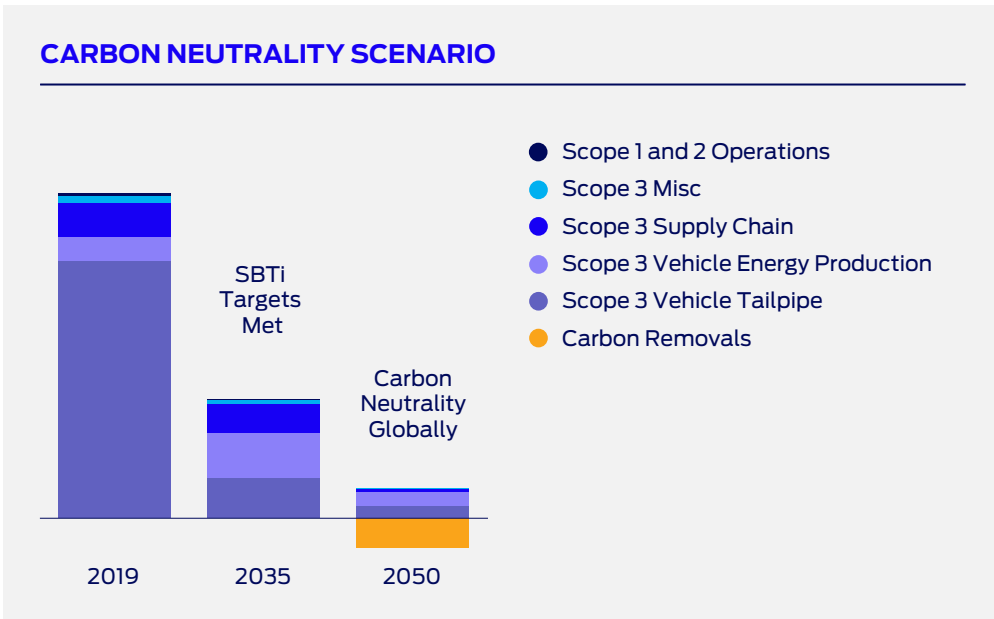 CARBON NEUTRALITY SCENARIO
Scope 1 and 2 Operations
Scope 3 Misc
Scope 3 Supply Chain
Scope 3 Vehicle Energy Production
Scope 3 Vehicle Tailpipe
Carbon Removals
SBTi
Targets
Met
Carbon
Neutrality
Globally
2019
2035
2050